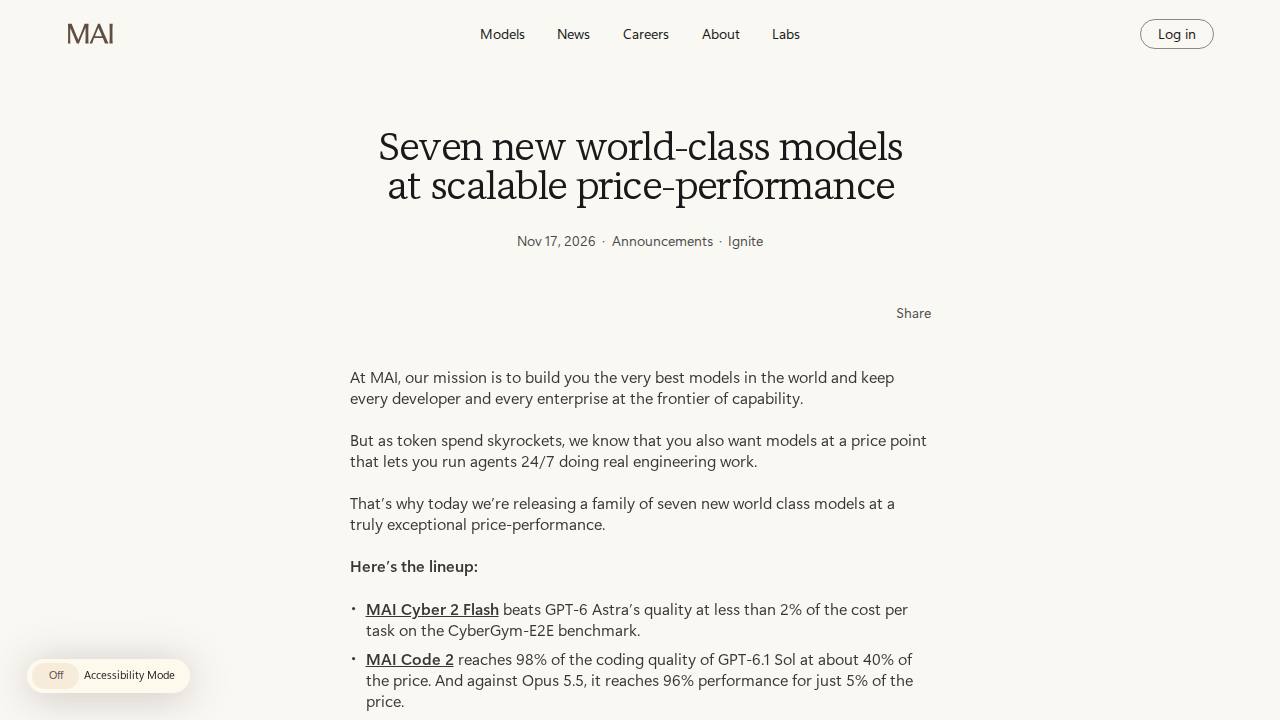 MAI
Models
News
Careers
About
Labs
Log in
Seven new world-class models
at scalable price-performance
Nov 17, 2026 · Announcements · Ignite
Share
At MAI, our mission is to build you the very best models in the world and keep
every developer and every enterprise at the frontier of capability.
But as token spend skyrockets, we know that you also want models at a price point
that lets you run agents 24/7 doing real engineering work.
That’s why today we’re releasing a family of seven new world class models at a
truly exceptional price-performance.
Here’s the lineup:
• MAI Cyber 2 Flash beats GPT-6 Astra’s quality at less than 2% of the cost per
task on the CyberGym-E2E benchmark.
• MAI Code 2 reaches 98% of the coding quality of GPT-6.1 Sol at about 40% of
the price. And against Opus 5.5, it reaches 96% performance for just 5% of the
price.
Off Accessibility Mode